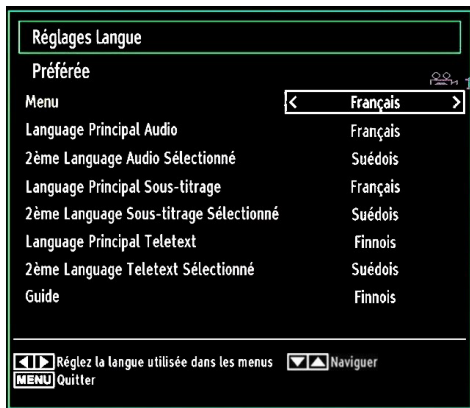 Réglages Langue
Préférée
Menu < Français >
Language Principal Audio Français
2ème Language Audio Sélectionné Suédois
Language Principal Sous-titrage Français
2ème Language Sous-titrage Sélectionné Suédois
Language Principal Teletext Finnois
2ème Language Teletext Sélectionné Suédois
Guide Finnois
Réglez la langue utilisée dans les menus Naviguer
MENU Quitter